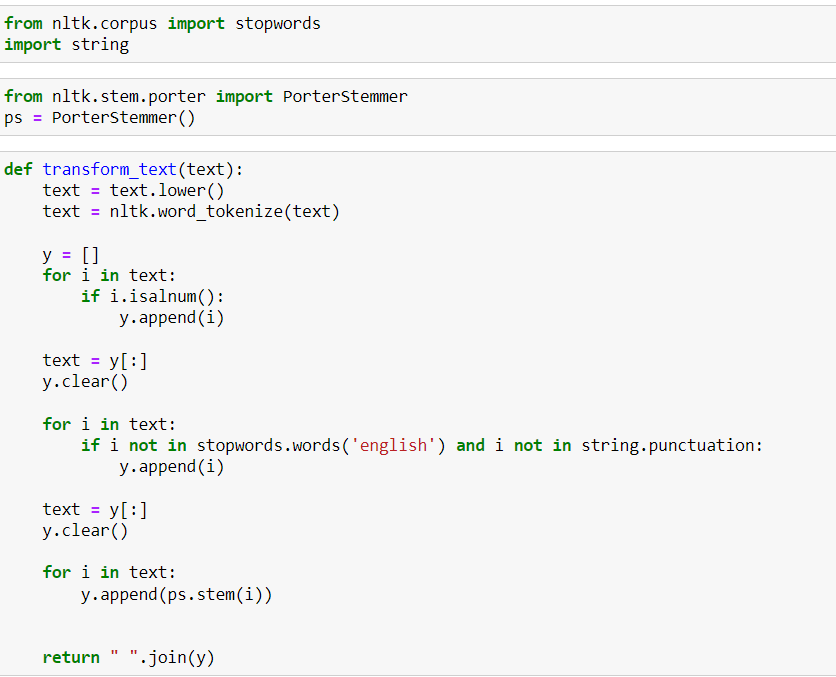 from nltk.corpus import stopwords
import string
from nltk.stem.porter import PorterStemmer
ps = PorterStemmer()
def transform_text(text):
    text = text.lower()
    text = nltk.word_tokenize(text)
    y = []
    for i in text:
        if i.isalnum():
            y.append(i)
    text = y[:]
    y.clear()
    for i in text:
        if i not in stopwords.words('english') and i not in string.punctuation:
            y.append(i)
    text = y[:]
    y.clear()
    for i in text:
        y.append(ps.stem(i))
    return " ".join(y)